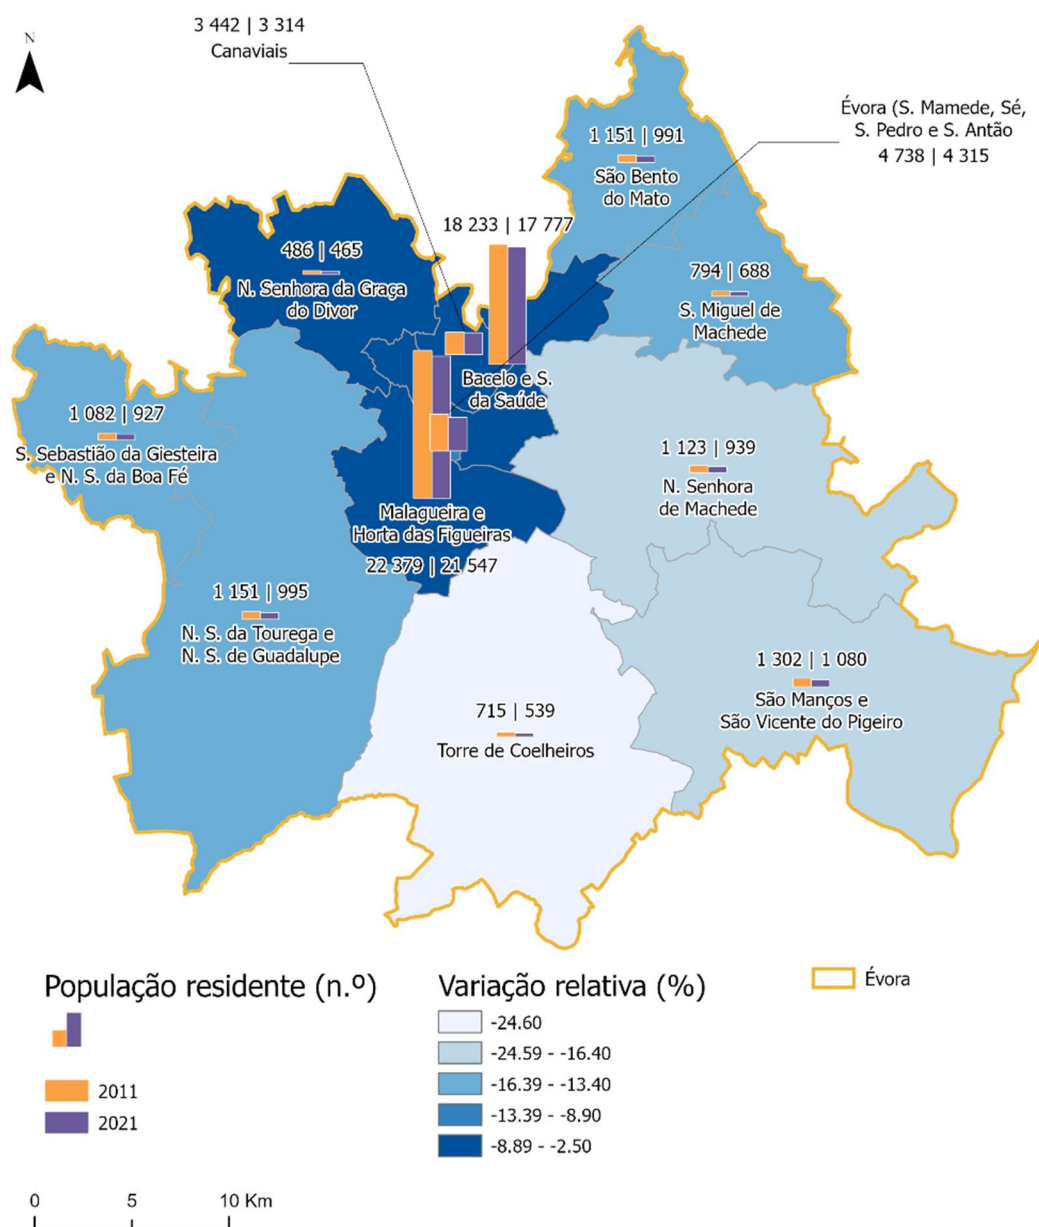 3 442 | 3 314
Canaviais
N
Évora (S. Mamede, Sé,
S. Pedro e S. Antão
4 738 | 4 315
1 151 | 991
São Bento
do Mato
18 233 | 17 777
486 | 465
N. Senhora da Graça
do Divor
794 | 688
S. Miguel de
Machede
Bacelo e S.
da Saúde
1 082 | 927
S. Sebastião da Giesteira
e N. S. da Boa Fé
1 123 | 939
N. Senhora
de Machede
Malagueira e
Horta das Figueiras
22 379 | 21 547
1 151 | 995
N. S. da Tourega e
N. S. de Guadalupe
1 302 | 1 080
São Manços e
São Vicente do Pigeiro
715 | 539
Torre de Coelheiros
População residente (n.º)
2011
2021
Variação relativa (%)
-24.60
-24.59 - -16.40
-16.39 - -13.40
-13.39 - -8.90
-8.89 - -2.50
Évora
0 5 10 Km